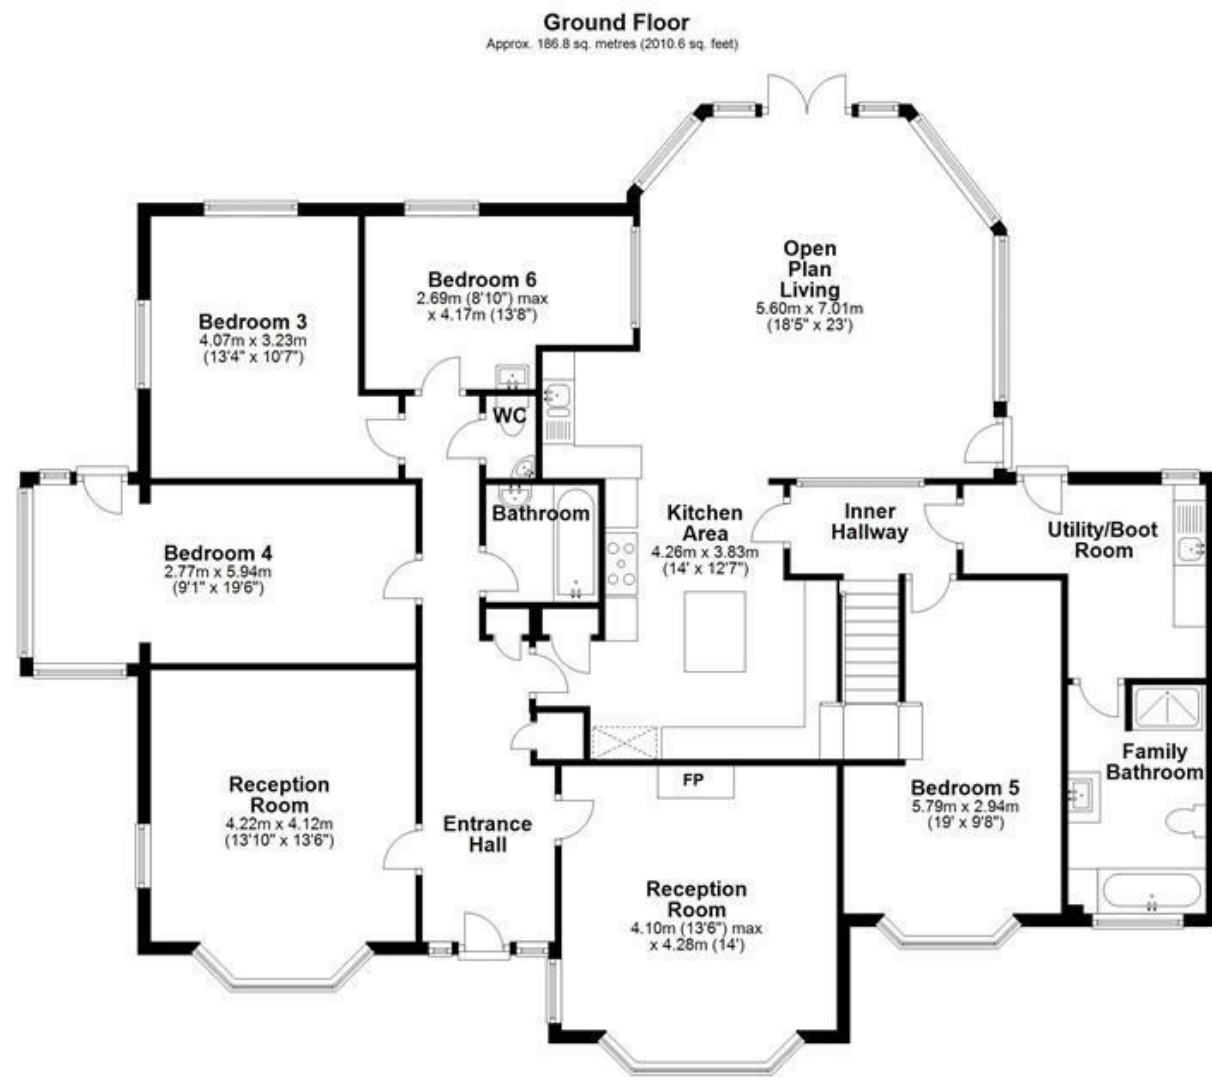 Ground Floor
Approx. 186.8 sq. metres (2010.6 sq. feet)
Open
Plan
Living
5.60m x 7.01m
(18'5" x 23')
Bedroom 6
2.69m (8'10") max
x 4.17m (13'8")
Bedroom 3
4.07m x 3.23m
(13'4" x 10'7")
WC
Bathroom
Kitchen
Area
4.26m x 3.83m
(14' x 12'7")
Inner
Hallway
Utility/Boot
Room
Bedroom 4
2.77m x 5.94m
(9'1" x 19'6")
Family
Bathroom
Reception
Room
4.22m x 4.12m
(13'10" x 13'6")
FP
Bedroom 5
5.79m x 2.94m
(19' x 9'8")
Entrance
Hall
Reception
Room
4.10m (13'6") max
x 4.28m (14')